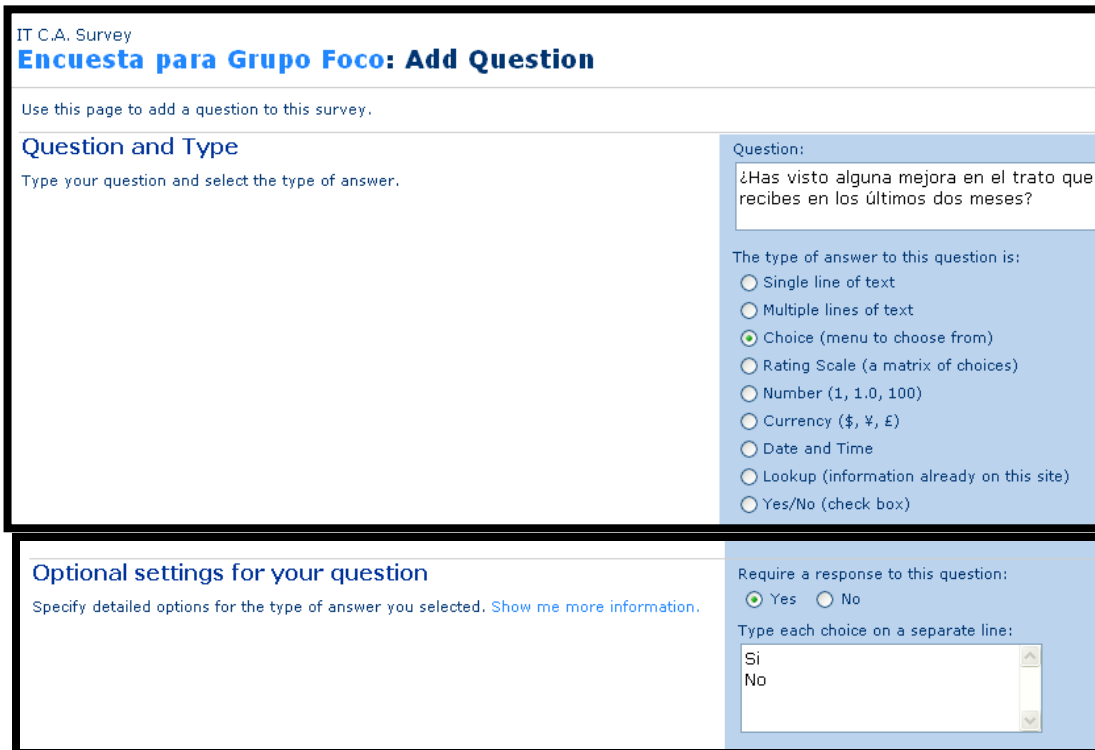 IT C.A. Survey
Encuesta para Grupo Foco: Add Question
Use this page to add a question to this survey.
Question and Type
Type your question and select the type of answer.
Question:
¿Has visto alguna mejora en el trato que
recibes en los últimos dos meses?
The type of answer to this question is:
Single line of text
Multiple lines of text
Choice (menu to choose from)
Rating Scale (a matrix of choices)
Number (1, 1.0, 100)
Currency ($, ¥, £)
Date and Time
Lookup (information already on this site)
Yes/No (check box)
Optional settings for your question
Specify detailed options for the type of answer you selected. Show me more information.
Require a response to this question:
Yes No
Type each choice on a separate line:
Si
No